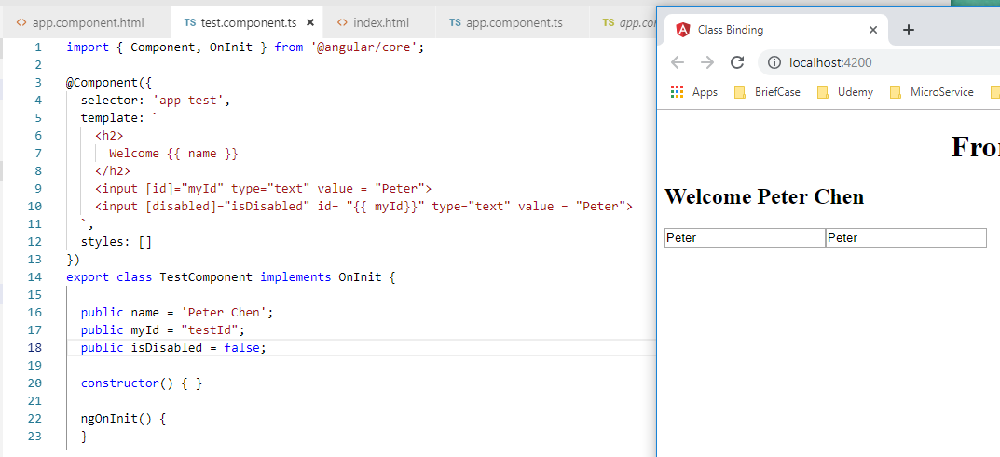 app.component.html
TS test.component.ts
index.html
TS app.component.ts
TS
1 import { Component, OnInit } from '@angular/core';
2
3 @Component({
4 selector: 'app-test',
5 template: `
6 <h2>
7 Welcome {{ name }}
8 </h2>
9 <input [id]="myId" type="text" value = "Peter">
10 <input [disabled]="isDisabled" id= "{{ myId}}" type="text" value = "Peter">
11 `,
12 styles: []
13 })
14 export class TestComponent implements OnInit {
15
16 public name = 'Peter Chen';
17 public myId = "testId";
18 public isDisabled = false;
19
20 constructor() { }
21
22 ngOnInit() {
23 }
Class Binding
localhost:4200
Apps BriefCase Udemy MicroService
Welcome Peter Chen
Peter Peter